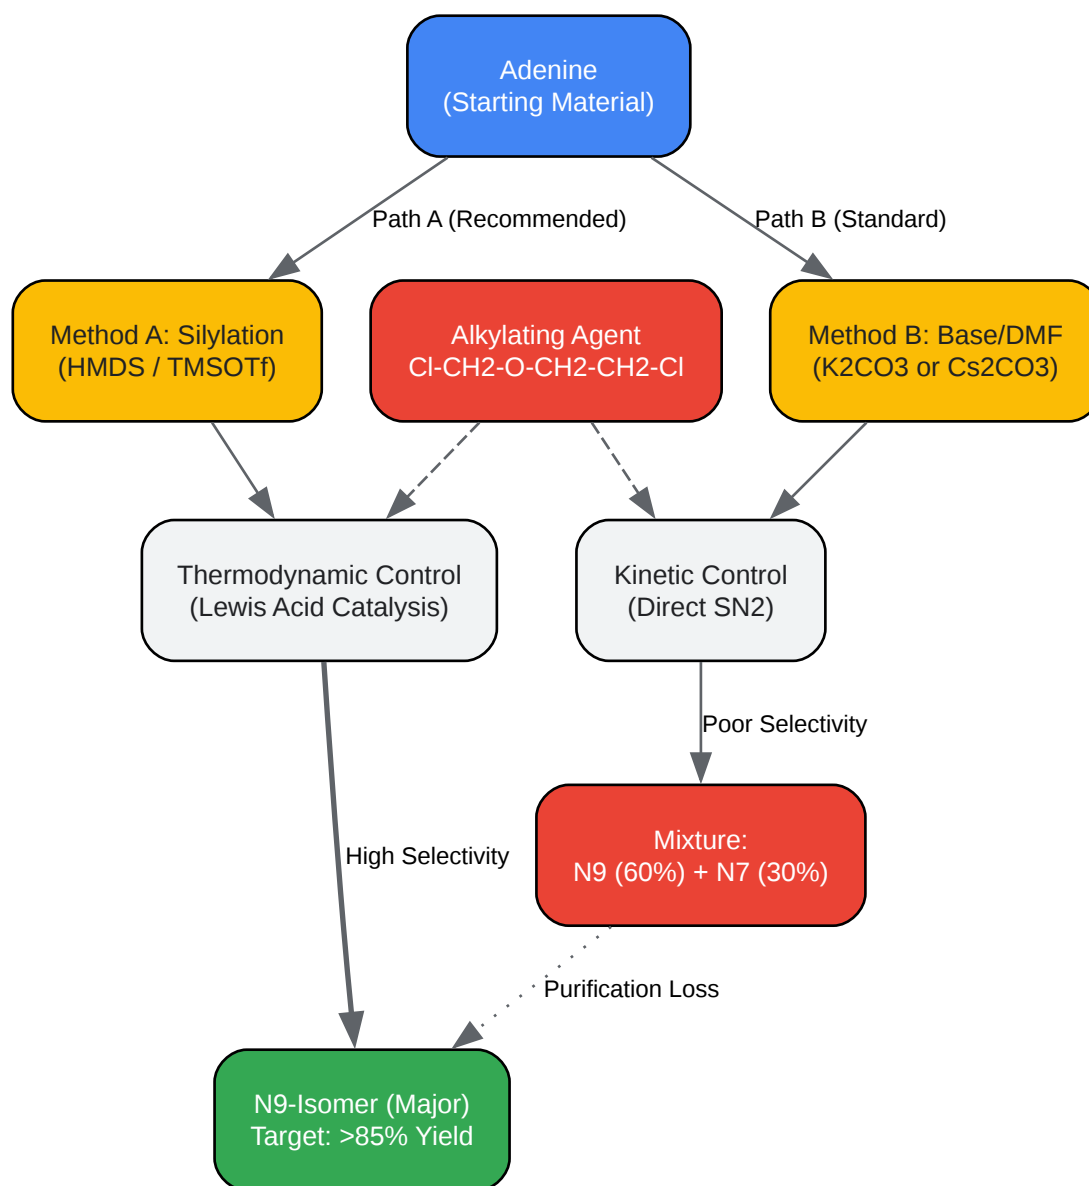 Adenine
(Starting Material)
Path A (Recommended)
Path B (Standard)
Method A: Silylation
(HMDS / TMSOTf)
Alkylating Agent
Cl-CH2-O-CH2-CH2-Cl
Method B: Base/DMF
(K2CO3 or Cs2CO3)
Thermodynamic Control
(Lewis Acid Catalysis)
Kinetic Control
(Direct SN2)
Poor Selectivity
Mixture:
N9 (60%) + N7 (30%)
High Selectivity
Purification Loss
N9-Isomer (Major)
Target: >85% Yield